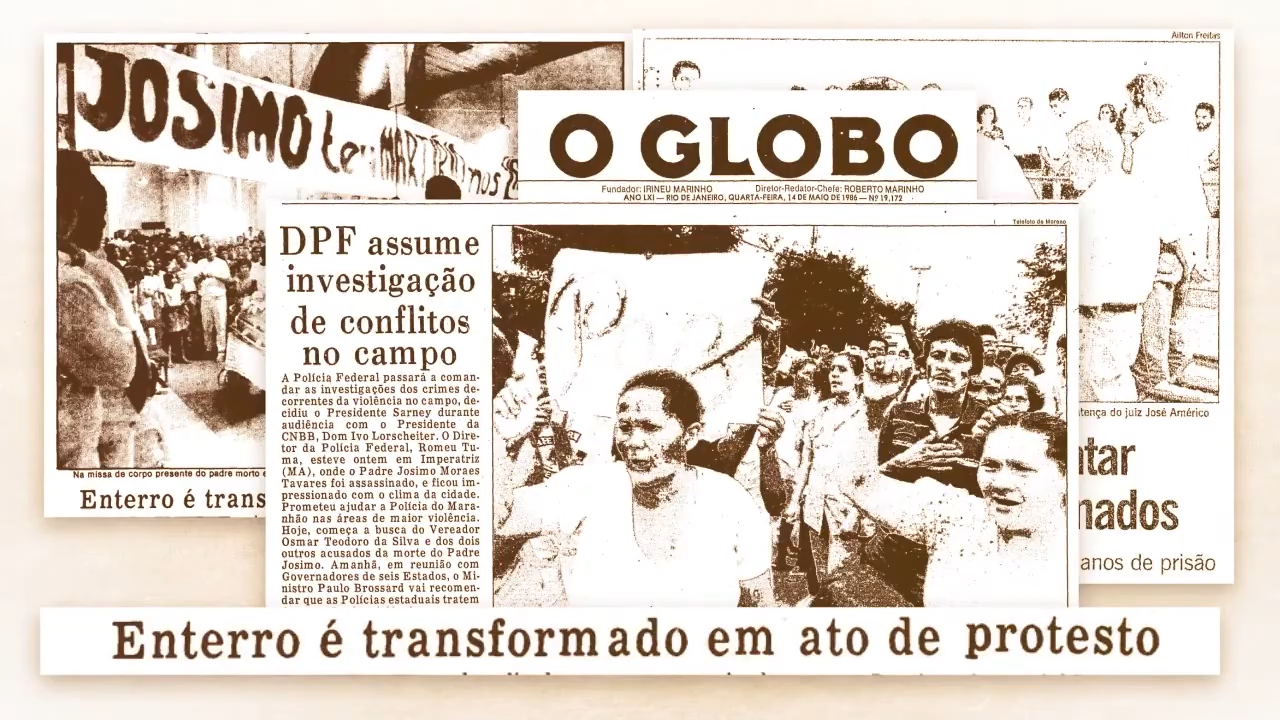 JOSIMO
Ailton Freitas
O GLOBO
Fundador: IRINEU MARINHO Diretor-Redator-Chefe: ROBERTO MARINHO
ANO LXI — RIO DE JANEIRO, QUARTA-FEIRA, 14 DE MAIO DE 1986 — Nº 19.172
Telefoto de Moreno
DPF assume
investigação
de conflitos
no campo
A Polícia Federal passará a coman-
dar as investigações dos crimes de-
correntes da violência no campo, de-
cidiu o Presidente Sarney durante
audiência com o Presidente da
CNBB, Dom Ivo Lorscheiter. O Dire-
tor da Polícia Federal, Romeu Tu-
ma, esteve ontem em Imperatriz
(MA), onde o Padre Josimo Moraes
Tavares foi assassinado, e ficou im-
pressionado com o clima da cidade.
Prometeu ajudar a Polícia do Mara-
nhão nas áreas de maior violência.
Hoje, começa a busca do Vereador
Osmar Teodoro da Silva e dos dois
outros acusados da morte do Padre
Josimo. Amanhã, em reunião com
Governadores de seis Estados, o Mi-
nistro Paulo Brossard vai recomen-
dar que as Polícias estaduais tratem
Na missa de corpo presente do padre morto e
Enterro é trans
tença do juiz José Américo
tar
nados
anos de prisão
Enterro é transformado em ato de protesto